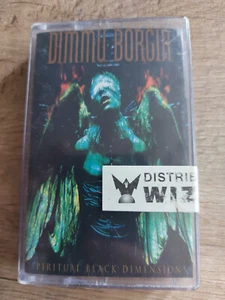 DIMMU BORGIR
SPIRITUAL BLACK DIMENSIONS
DISTRIB
WIZ